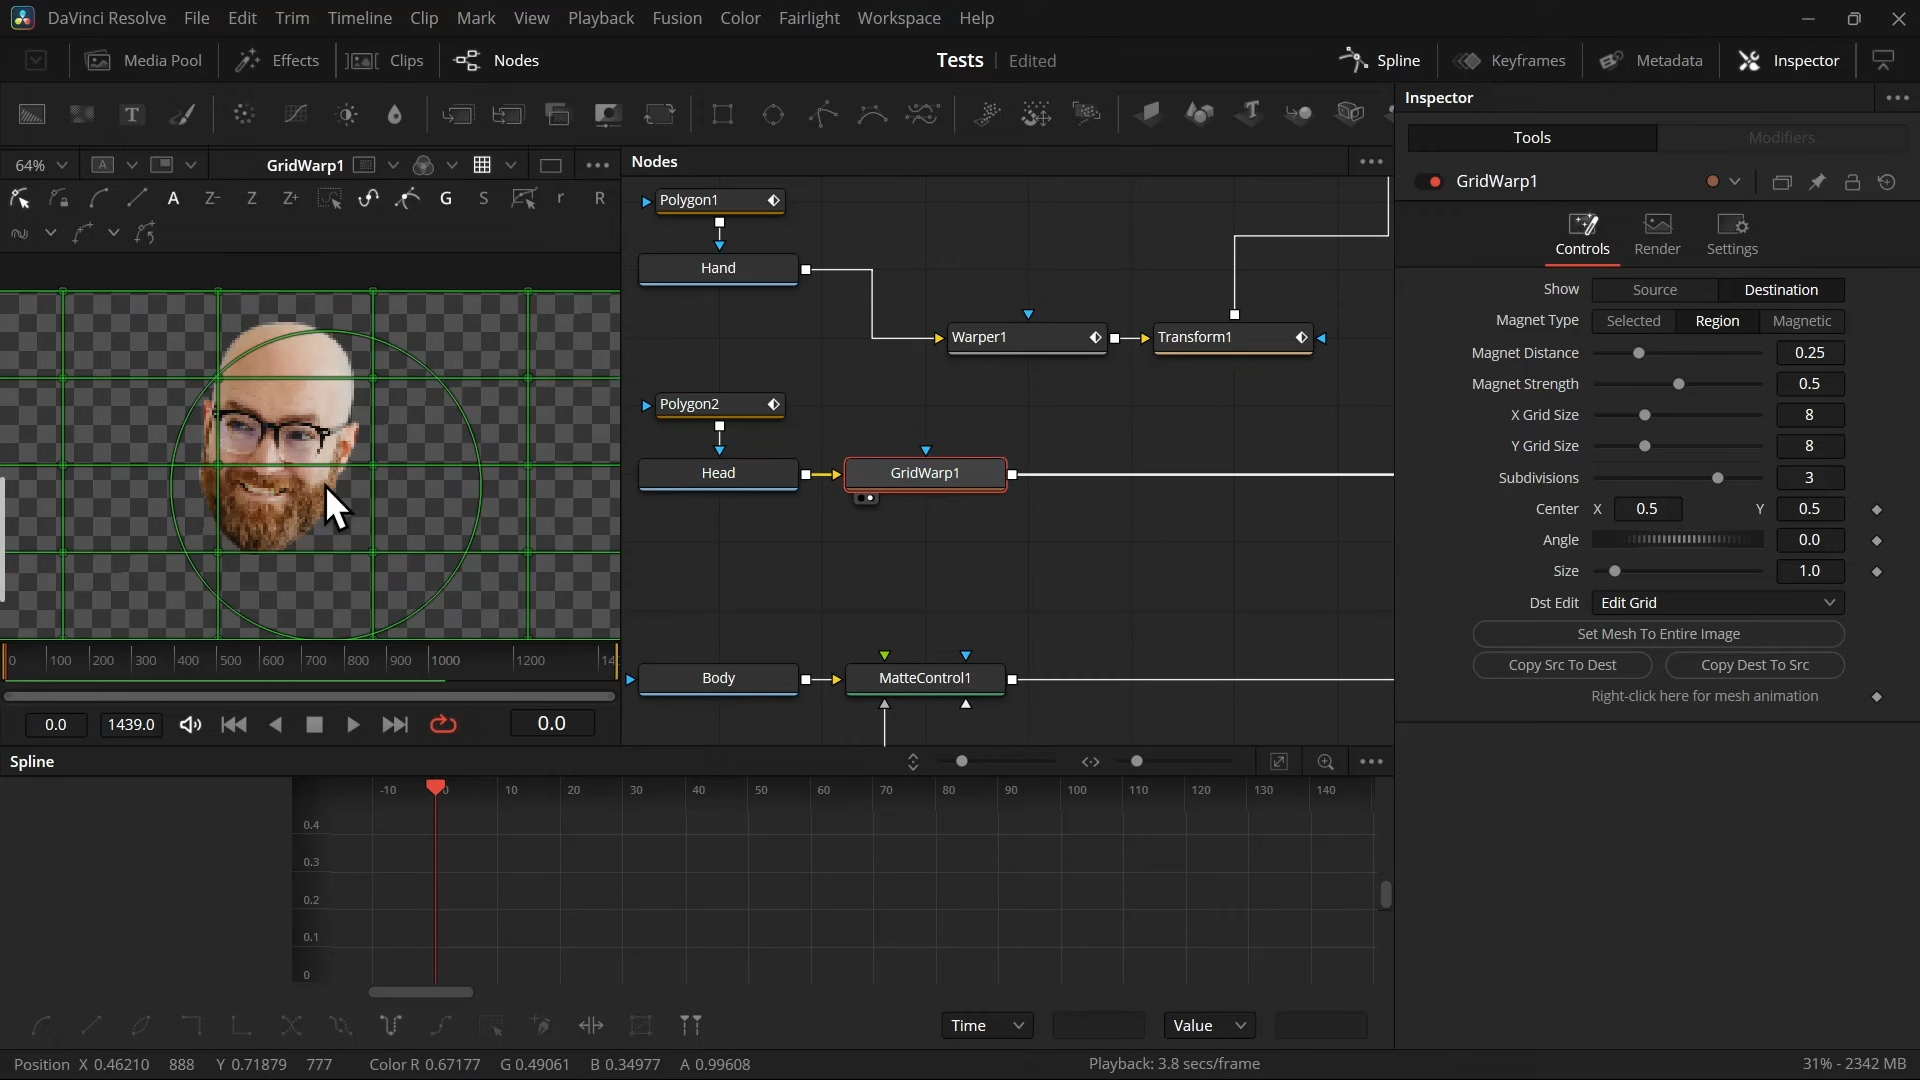 DaVinci Resolve File Edit Trim Timeline Clip Mark View Playback Fusion Color Fairlight Workspace Help
Media Pool Effects Clips Nodes Tests Edited Spline Keyframes Metadata Inspector
Inspector
Tools Modifiers
64% A GridWarp1
Nodes
GridWarp1
A Z- Z Z+ G S r R
Controls Render Settings
Polygon1
Hand
Warper1
Transform1
Polygon2
Head
GridWarp1
Body
MatteControl1
Show Source Destination
Magnet Type Selected Region Magnetic
Magnet Distance 0.25
Magnet Strength 0.5
X Grid Size 8
Y Grid Size 8
Subdivisions 3
Center X 0.5 Y 0.5
Angle 0.0
Size 1.0
Dst Edit Edit Grid
Set Mesh To Entire Image
Copy Src To Dest Copy Dest To Src
Right-click here for mesh animation
0 100 200 300 400 500 600 700 800 900 1000 1200 14
0.0 1439.0 0.0
Spline
-10 0 10 20 30 40 50 60 70 80 90 100 110 120 130 140
0.4
0.3
0.2
0.1
0
Time Value
Position X 0.46210 888 Y 0.71879 777 Color R 0.67177 G 0.49061 B 0.34977 A 0.99608 Playback: 3.8 secs/frame 31% - 2342 MB